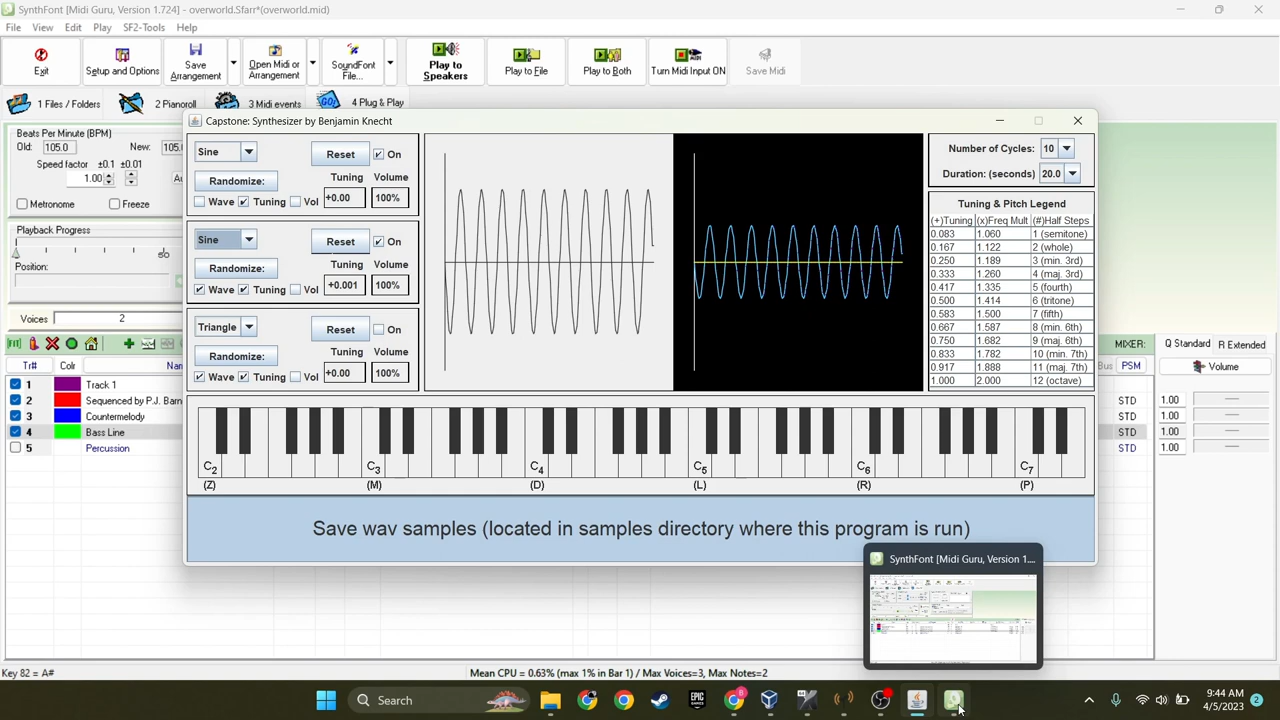 SynthFont [Midi Guru, Version 1.724] - overworld.Sfarr*(overworld.mid)
File View Edit Play SF2-Tools Help
Exit
Setup and Options
Save Arrangement
Open Midi or Arrangement
SoundFont File...
Play to Speakers
Play to File
Play to Both
Turn Midi Input ON
Save Midi
1 Files / Folders
2 Pianoroll
3 Midi events
GO!
4 Plug & Play
Beats Per Minute (BPM)
Old: 105.0 New: 105.
Speed factor ±0.1 ±0.01
1.00
Metronome Freeze
Playback Progress
Position:
Voices 2
Tr# Colr
1 Track 1
2 Sequenced by P.J. Barn
3 Countermelody
4 Bass Line
5 Percussion
Capstone: Synthesizer by Benjamin Knecht
Sine Reset On
Tuning Volume
Randomize: +0.00 100%
Wave Tuning Vol
Sine Reset On
Tuning Volume
Randomize: +0.001 100%
Wave Tuning Vol
Triangle Reset On
Tuning Volume
Randomize: +0.00 100%
Wave Tuning Vol
Number of Cycles: 10
Duration: (seconds) 20.0
Tuning & Pitch Legend
(+)Tuning (x)Freq Mult (#)Half Steps
0.083 1.060 1 (semitone)
0.167 1.122 2 (whole)
0.250 1.189 3 (min. 3rd)
0.333 1.260 4 (maj. 3rd)
0.417 1.335 5 (fourth)
0.500 1.414 6 (tritone)
0.583 1.500 7 (fifth)
0.667 1.587 8 (min. 6th)
0.750 1.682 9 (maj. 6th)
0.833 1.782 10 (min. 7th)
0.917 1.888 11 (maj. 7th)
1.000 2.000 12 (octave)
C2 C3 C4 C5 C6 C7
(Z) (M) (D) (L) (R) (P)
Save wav samples (located in samples directory where this program is run)
MIXER: Q Standard R Extended
Bus PSM Volume
STD 1.00
STD 1.00
STD 1.00
STD 1.00
SynthFont [Midi Guru, Version 1....
Key 82 = A#
Mean CPU = 0.63% (max 1% in Bar 1) / Max Voices=3, Max Notes=2
Search
EPIC GAMES
9:44 AM
4/5/2023
2